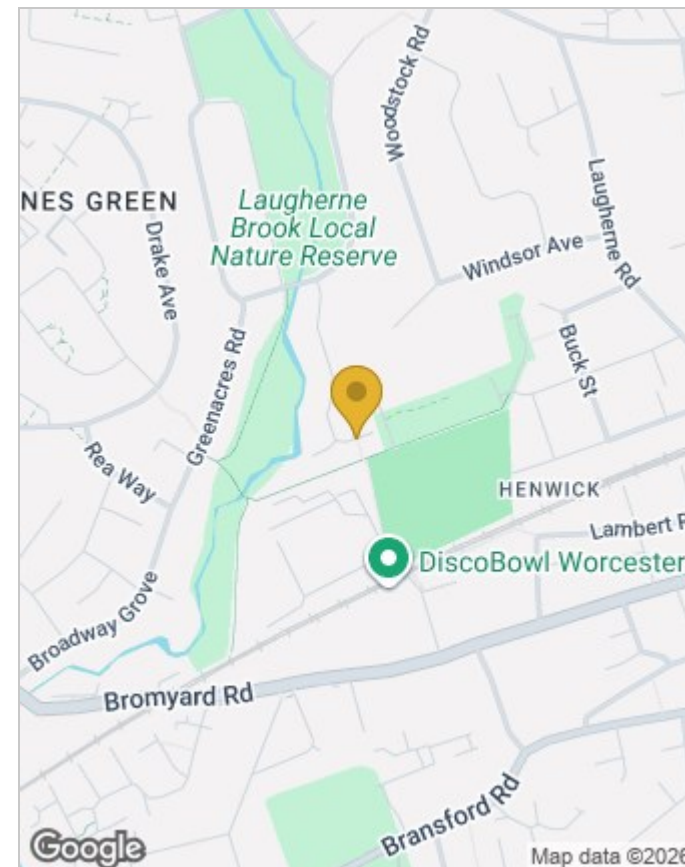 Woodstock Rd
Laugherne Rd
NES GREEN
Laugherne
Brook Local
Nature Reserve
Drake Ave
Windsor Ave
Greenacres Rd
Buck St
Rea Way
HENWICK
Lambert R
DiscoBowl Worcester
Broadway Grove
Bromyard Rd
Bransford Rd
Google
Map data ©2026